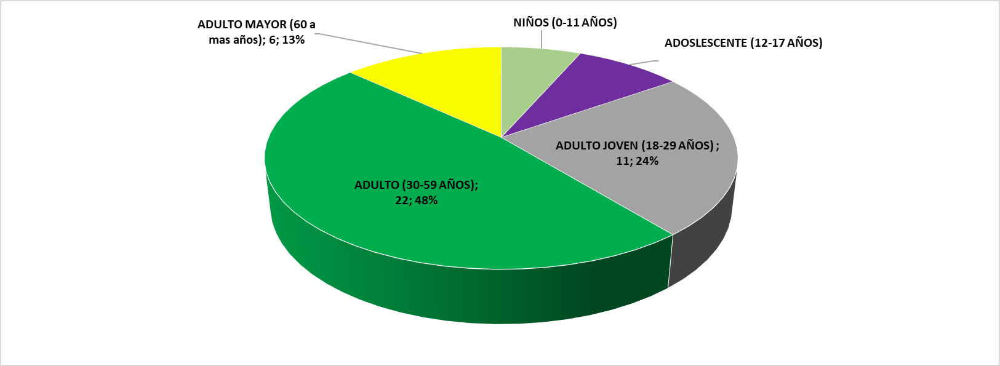 ADULTO MAYOR (60 a
mas años); 6; 13%
NIÑOS (0-11 AÑOS)
ADOSLESCENTE (12-17 AÑOS)
ADULTO JOVEN (18-29 AÑOS) ;
11; 24%
ADULTO (30-59 AÑOS);
22; 48%